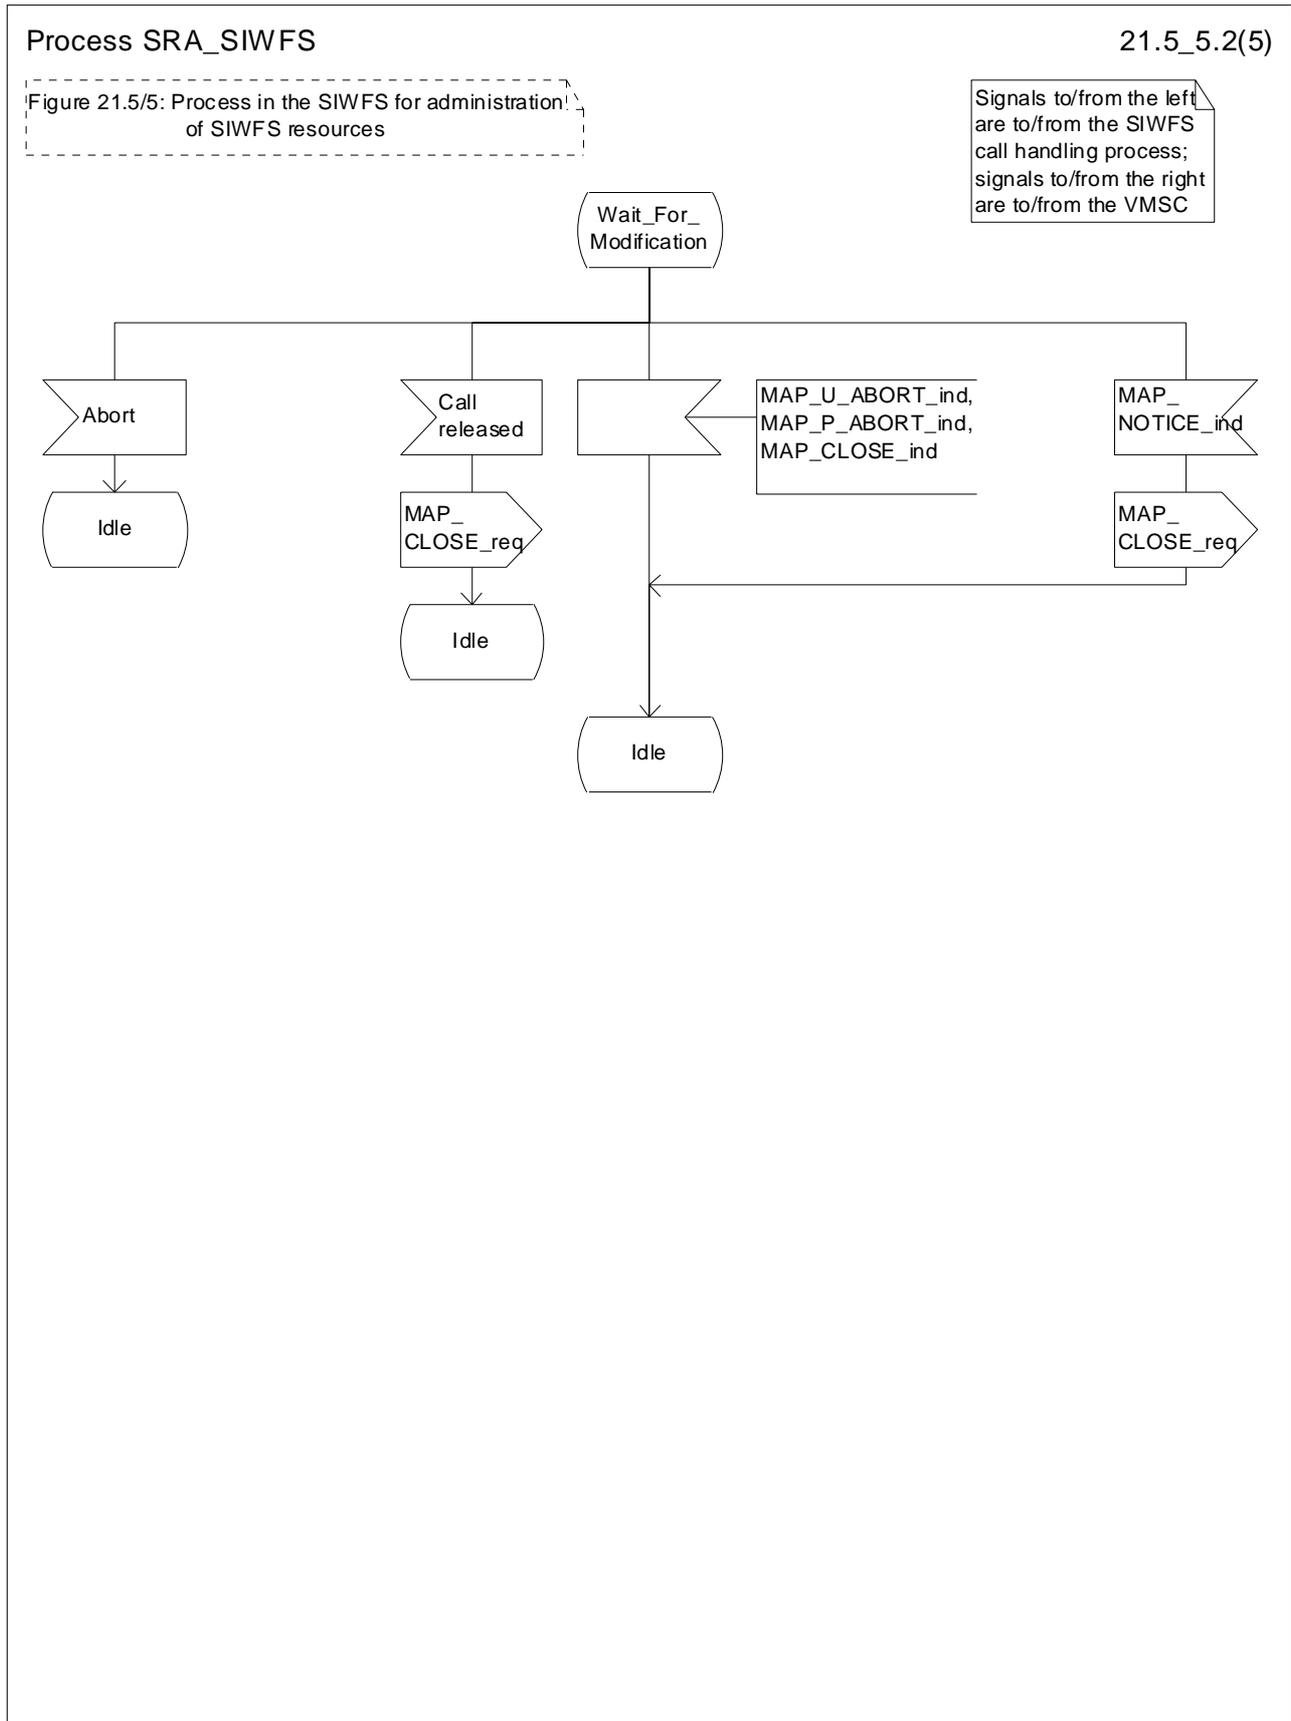 Process SRA_SIWFS
21.5_5.2(5)
Figure 21.5/5: Process in the SIWFS for administration
of SIWFS resources
Signals to/from the left
are to/from the SIWFS
call handling process;
signals to/from the right
are to/from the VMSC
Wait_For_
Modification
Abort
Call
released
MAP_U_ABORT_ind,
MAP_P_ABORT_ind,
MAP_CLOSE_ind
MAP_
NOTICE_ind
Idle
MAP_
CLOSE_req
MAP_
CLOSE_req
Idle
Idle